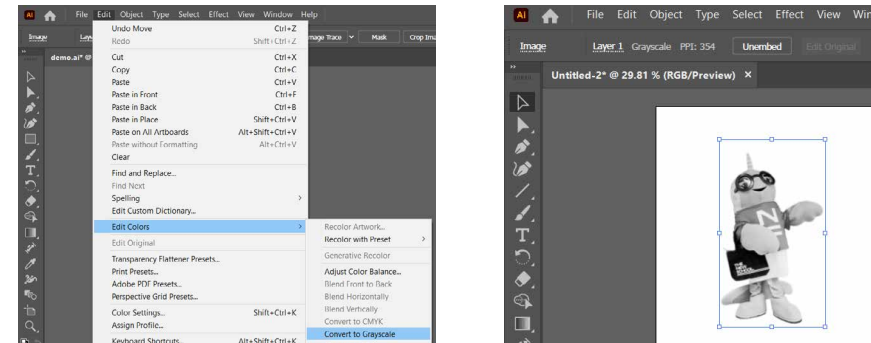 Ai File Edit Object Type Select Effect View Window Help
Image Lay mage Trace Mask Crop Ima
demo.ai* @
Undo Move Ctrl+Z
Redo Shift+Ctrl+Z
Cut Ctrl+X
Copy Ctrl+C
Paste Ctrl+V
Paste in Front Ctrl+F
Paste in Back Ctrl+B
Paste in Place Shift+Ctrl+V
Paste on All Artboards Alt+Shift+Ctrl+V
Paste without Formatting Alt+Ctrl+V
Clear
Find and Replace...
Find Next
Spelling >
Edit Custom Dictionary...
Edit Colors >
Edit Original
Transparency Flattener Presets...
Print Presets...
Adobe PDF Presets...
Perspective Grid Presets...
Color Settings... Shift+Ctrl+K
Assign Profile...
Keyboard Shortcuts... Alt+Shift+Ctrl+K
Recolor Artwork...
Recolor with Preset >
Generative Recolor
Adjust Color Balance...
Blend Front to Back
Blend Horizontally
Blend Vertically
Convert to CMYK
Convert to Grayscale
Ai File Edit Object Type Select Effect View Win
Image Layer 1 Grayscale PPI: 354 Unembed Edit Original
Untitled-2* @ 29.81 % (RGB/Preview) ×